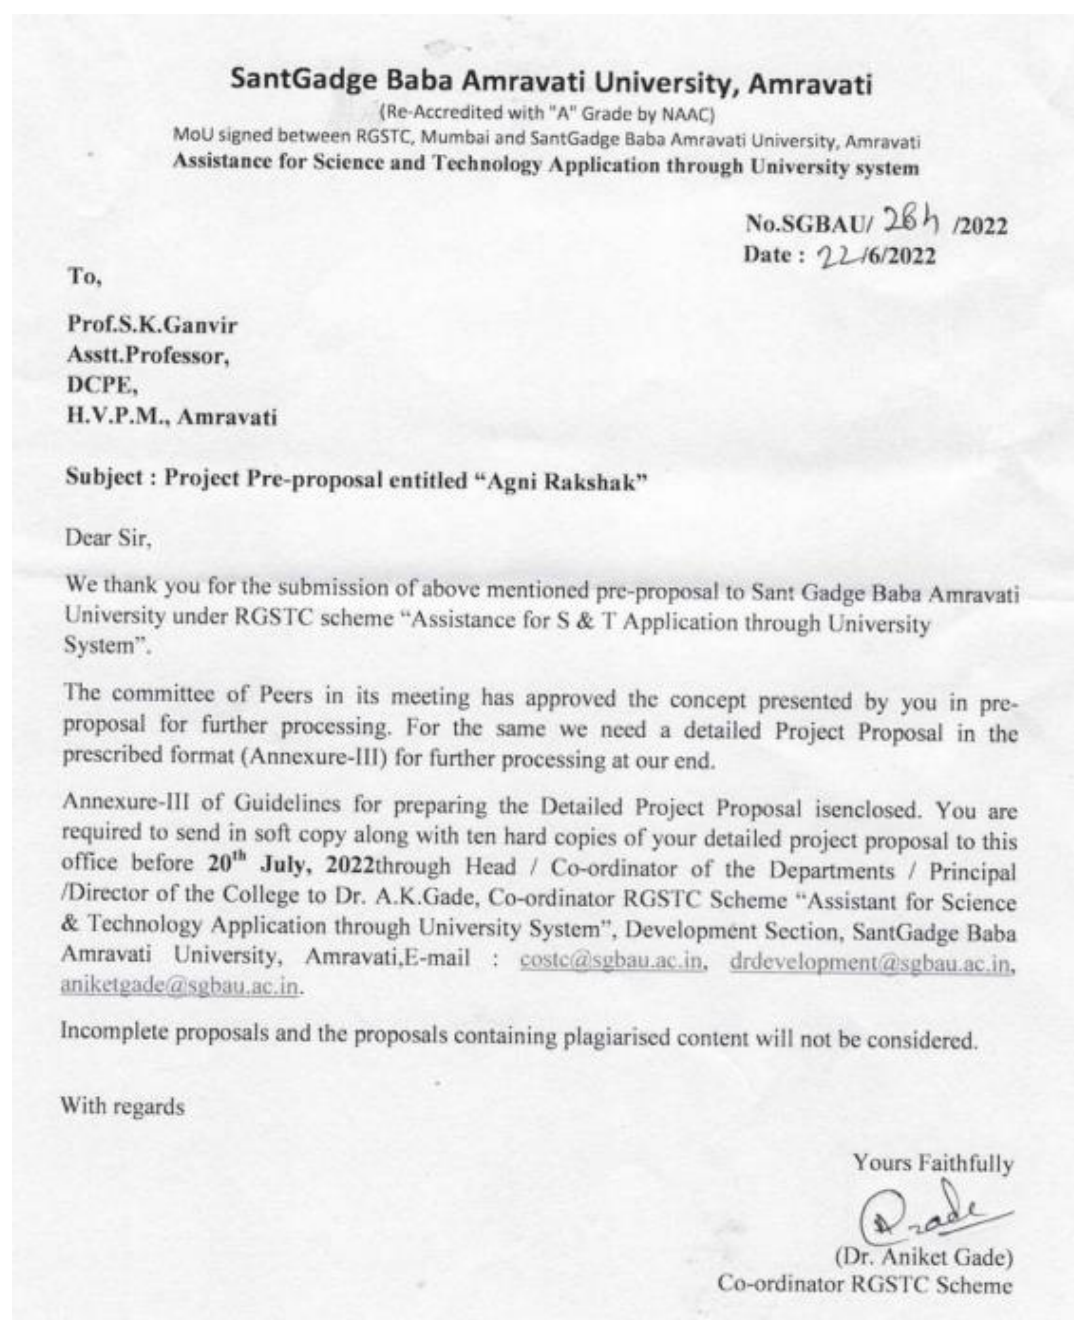 SantGadge Baba Amravati University, Amravati
(Re-Accredited with "A" Grade by NAAC)
MoU signed between RGSTC, Mumbai and SantGadge Baba Amravati University, Amravati
Assistance for Science and Technology Application through University system
No.SGBAU/ /2022
Date : 22/6/2022
To,
Prof.S.K.Ganvir
Asstt.Professor,
DCPE,
H.V.P.M., Amravati
Subject : Project Pre-proposal entitled “Agni Rakshak”
Dear Sir,
We thank you for the submission of above mentioned pre-proposal to Sant Gadge Baba Amravati
University under RGSTC scheme “Assistance for S & T Application through University
System”.
The committee of Peers in its meeting has approved the concept presented by you in pre-
proposal for further processing. For the same we need a detailed Project Proposal in the
prescribed format (Annexure-III) for further processing at our end.
Annexure-III of Guidelines for preparing the Detailed Project Proposal isenclosed. You are
required to send in soft copy along with ten hard copies of your detailed project proposal to this
office before 20th July, 2022through Head / Co-ordinator of the Departments / Principal
/Director of the College to Dr. A.K.Gade, Co-ordinator RGSTC Scheme “Assistant for Science
& Technology Application through University System”, Development Section, SantGadge Baba
Amravati University, Amravati,E-mail : costc@sgbau.ac.in, drdevelopment@sgbau.ac.in,
aniketgade@sgbau.ac.in.
Incomplete proposals and the proposals containing plagiarised content will not be considered.
With regards
Yours Faithfully
(Dr. Aniket Gade)
Co-ordinator RGSTC Scheme